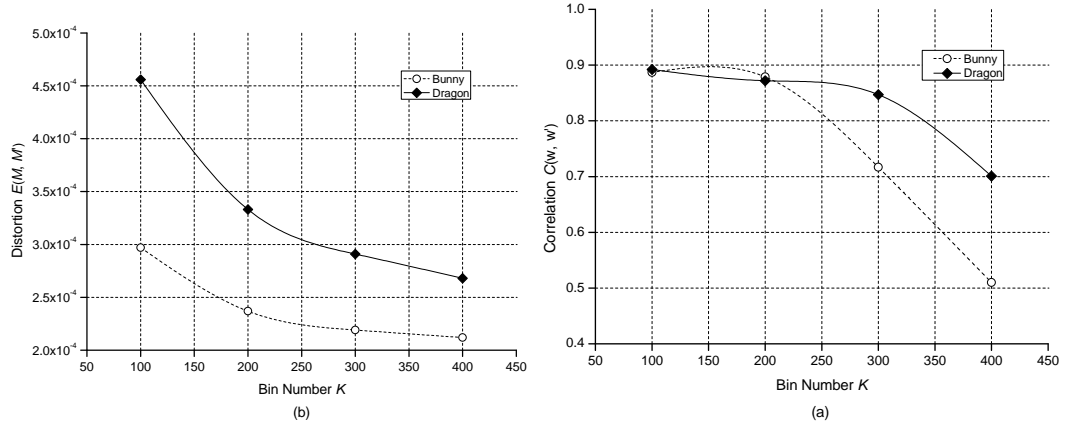 5.0x10⁻⁴
4.5x10⁻⁴
4.0x10⁻⁴
3.5x10⁻⁴
3.0x10⁻⁴
2.5x10⁻⁴
2.0x10⁻⁴
Distortion E(M, M')
Bunny
Dragon
50 100 150 200 250 300 350 400 450
Bin Number K
(b)
1.0
0.9
0.8
0.7
0.6
0.5
0.4
Correlation C(w, w')
Bunny
Dragon
50 100 150 200 250 300 350 400 450
Bin Number K
(a)